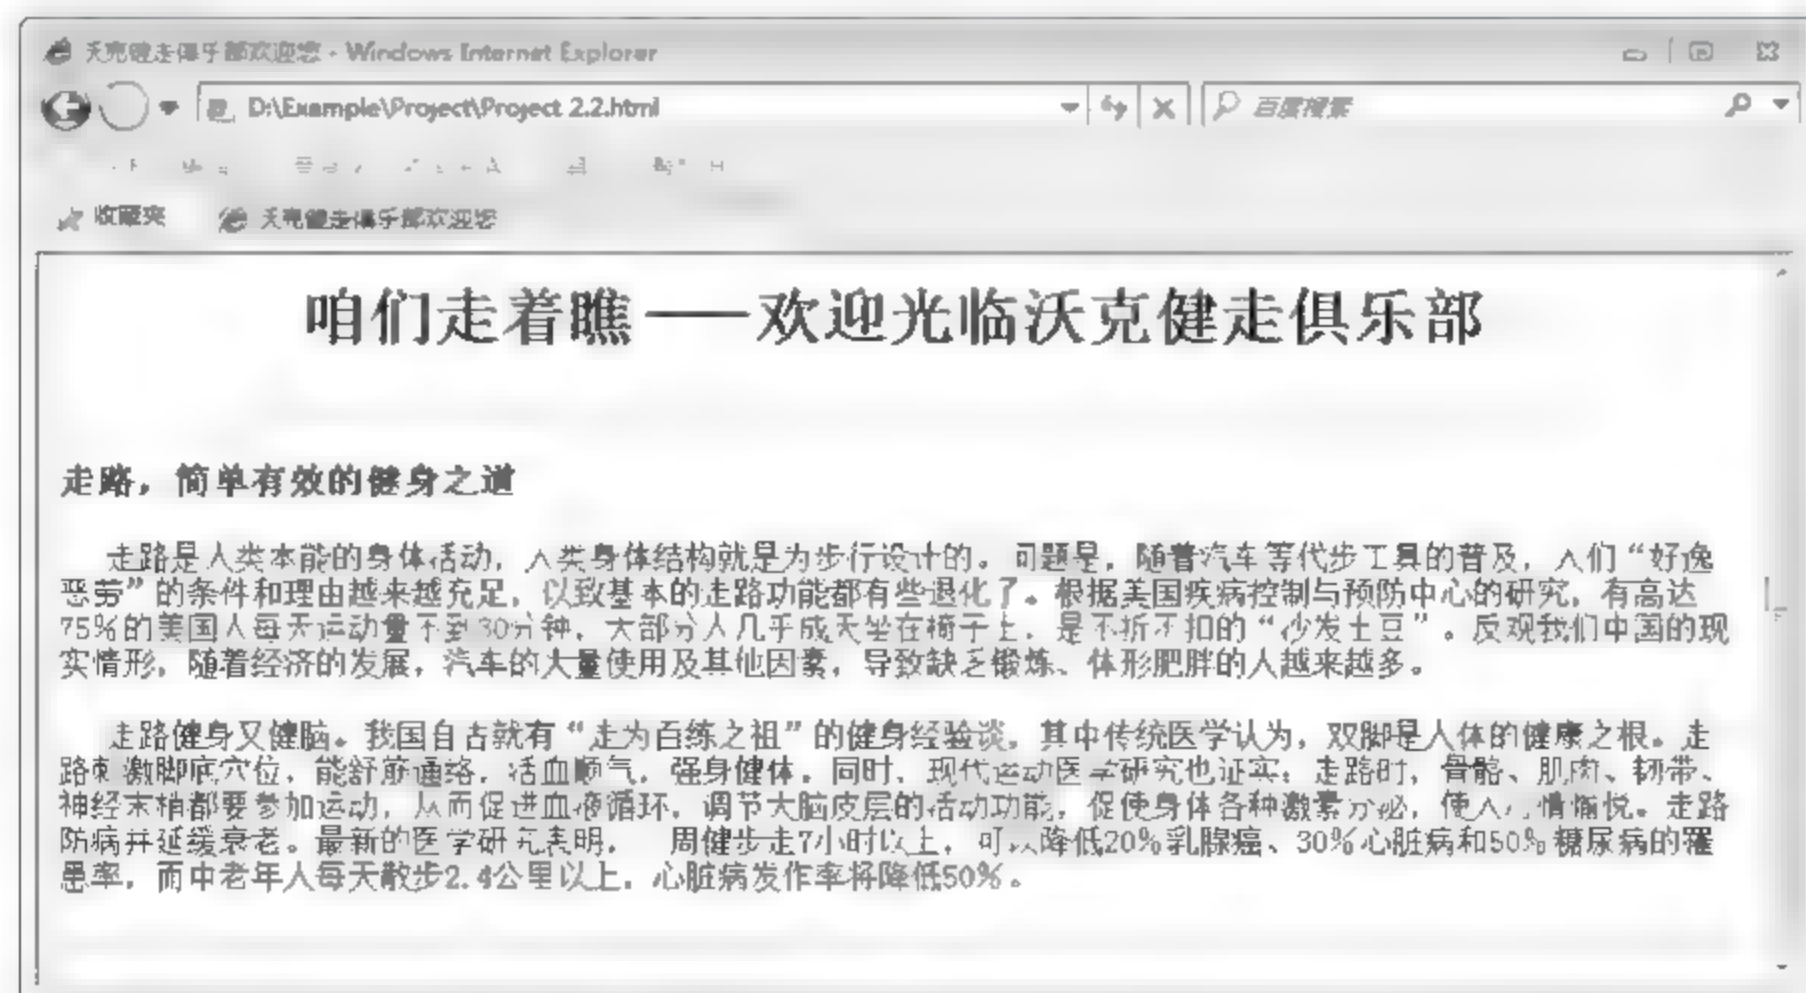 沃克健走俱乐部欢迎您 - Windows Internet Explorer
D:\Example\Project\Project 2.2.html
百度搜索
收藏夹
沃克健走俱乐部欢迎您
咱们走着瞧——欢迎光临沃克健走俱乐部
走路，简单有效的健身之道
走路是人类本能的身体活动，人类身体结构就是为步行设计的。问题是，随着汽车等代步工具的普及，人们“好逸
恶劳”的条件和理由越来越充足，以致基本的走路功能都有些退化了。根据美国疾病控制与预防中心的研究，有高达
75%的美国人每天运动量不到30分钟，大部分人几乎成天坐在椅子上，是不折不扣的“沙发土豆”。反观我们中国的现
实情形，随着经济的发展，汽车的大量使用及其他因素，导致缺乏锻炼、体形肥胖的人越来越多。
走路健身又健脑。我国自古就有“走为百练之祖”的健身经验谈，其中传统医学认为，双脚是人体的健康之根。走
路刺激脚底穴位，能舒筋通络，活血顺气，强身健体。同时，现代运动医学研究也证实：走路时，骨骼、肌肉、韧带、
神经末梢都要参加运动，从而促进血液循环，调节大脑皮层的活动功能，促使身体各种激素分泌，使人心情愉悦。走路
防病并延缓衰老。最新的医学研究表明，周健步走7小时以上，可以降低20%乳腺癌、30%心脏病和50%糖尿病的罹
患率，而中老年人每天散步2.4公里以上，心脏病发作率将降低50%。